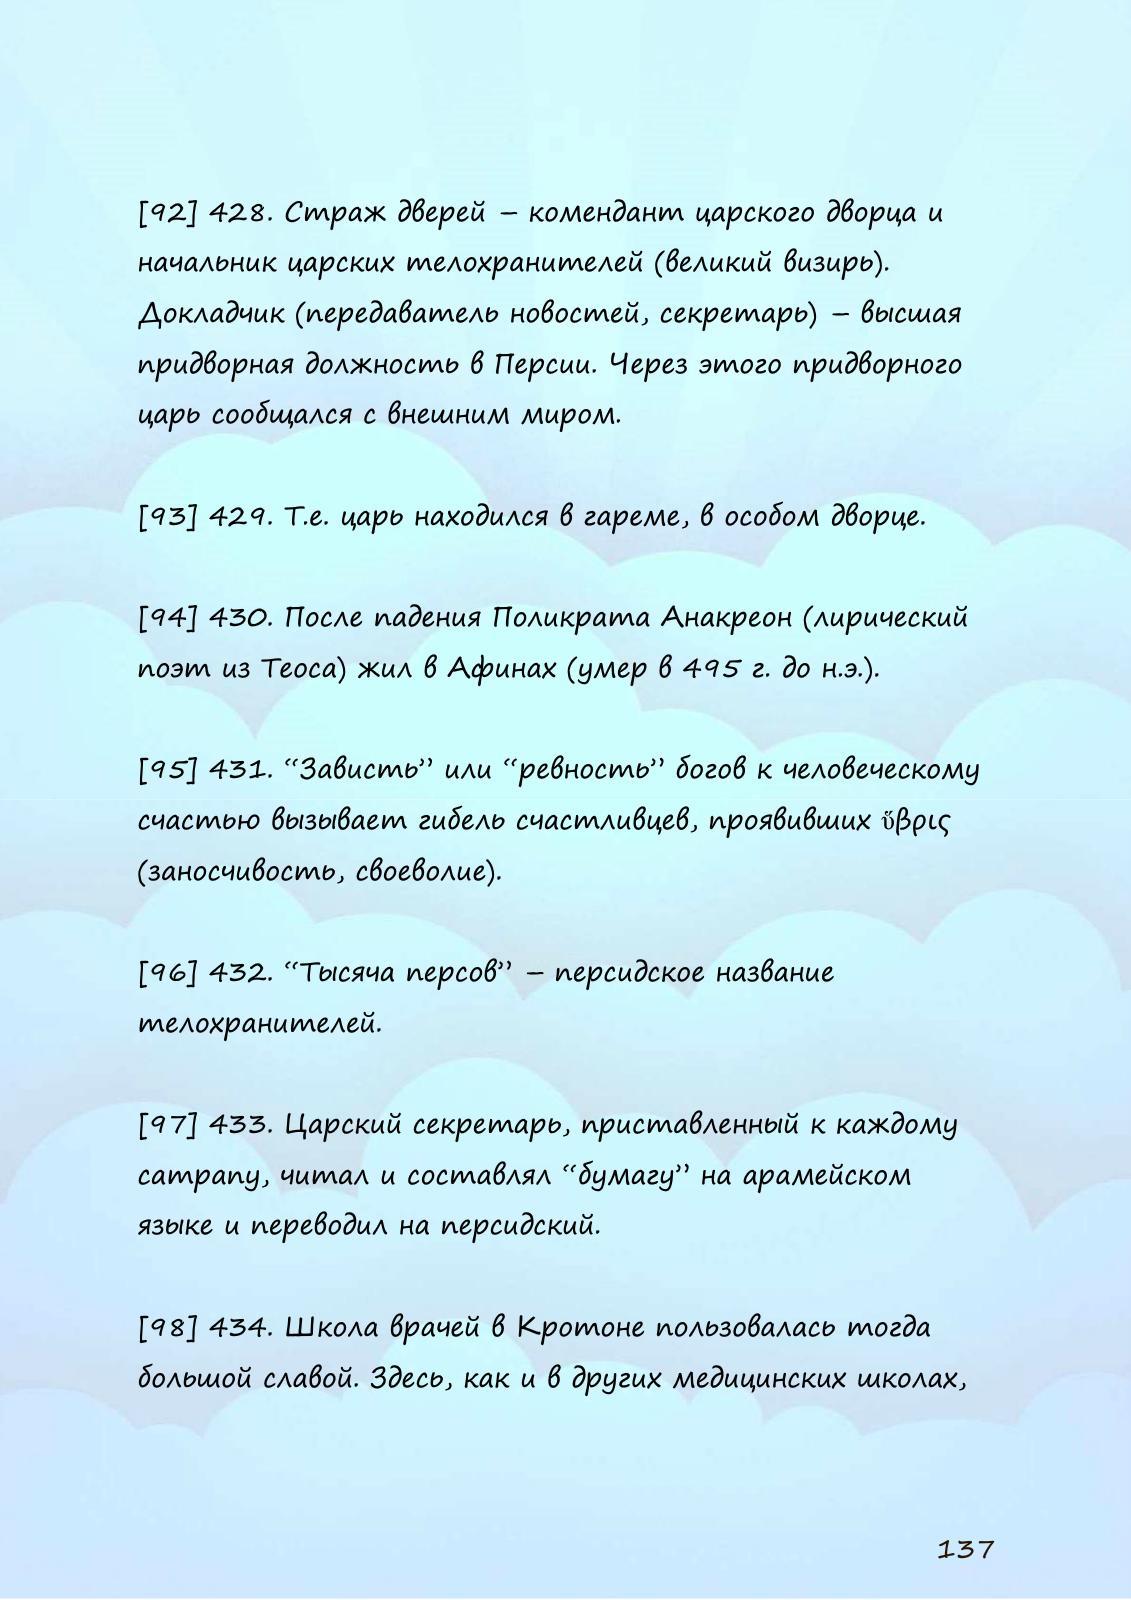 [92] 428. Страж дверей – комендант царского дворца и
начальник царских телохранителей (великий визирь).
Докладчик (передаватель новостей, секретарь) – высшая
придворная должность в Персии. Через этого придворного
царь сообщался с внешним миром.
[93] 429. Т.е. царь находился в гареме, в особом дворце.
[94] 430. После падения Поликрата Анакреон (лирический
поэт из Теоса) жил в Афинах (умер в 495 г. до н.э.).
[95] 431. “Зависть” или “ревность” богов к человеческому
счастью вызывает гибель счастливцев, проявивших ὕβρις
(заносчивость, своеволие).
[96] 432. “Тысяча персов” – персидское название
телохранителей.
[97] 433. Царский секретарь, приставленный к каждому
сатрапу, читал и составлял “бумагу” на арамейском
языке и переводил на персидский.
[98] 434. Школа врачей в Кротоне пользовалась тогда
большой славой. Здесь, как и в других медицинских школах,
137